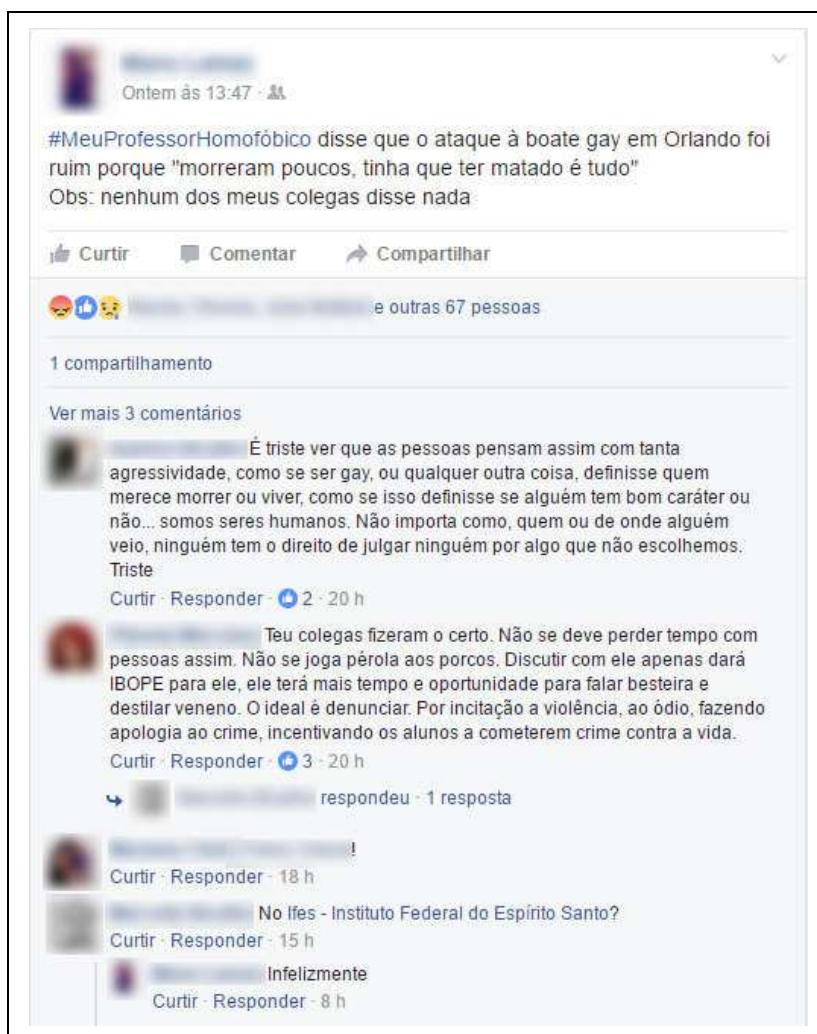 Ontem às 13:47 ·
#MeuProfessorHomofóbico disse que o ataque à boate gay em Orlando foi
ruim porque "morreram poucos, tinha que ter matado é tudo"
Obs: nenhum dos meus colegas disse nada
Curtir Comentar Compartilhar
e outras 67 pessoas
1 compartilhamento
Ver mais 3 comentários
É triste ver que as pessoas pensam assim com tanta
agressividade, como se ser gay, ou qualquer outra coisa, definisse quem
merece morrer ou viver, como se isso definisse se alguém tem bom caráter ou
não... somos seres humanos. Não importa como, quem ou de onde alguém
veio, ninguém tem o direito de julgar ninguém por algo que não escolhemos.
Triste
Curtir · Responder · 2 · 20 h
Teu colegas fizeram o certo. Não se deve perder tempo com
pessoas assim. Não se joga pérola aos porcos. Discutir com ele apenas dará
IBOPE para ele, ele terá mais tempo e oportunidade para falar besteira e
destilar veneno. O ideal é denunciar. Por incitação a violência, ao ódio, fazendo
apologia ao crime, incentivando os alunos a cometerem crime contra a vida.
Curtir · Responder · 3 · 20 h
respondeu · 1 resposta
!
Curtir · Responder · 18 h
No Ifes - Instituto Federal do Espírito Santo?
Curtir · Responder · 15 h
Infelizmente
Curtir · Responder · 8 h